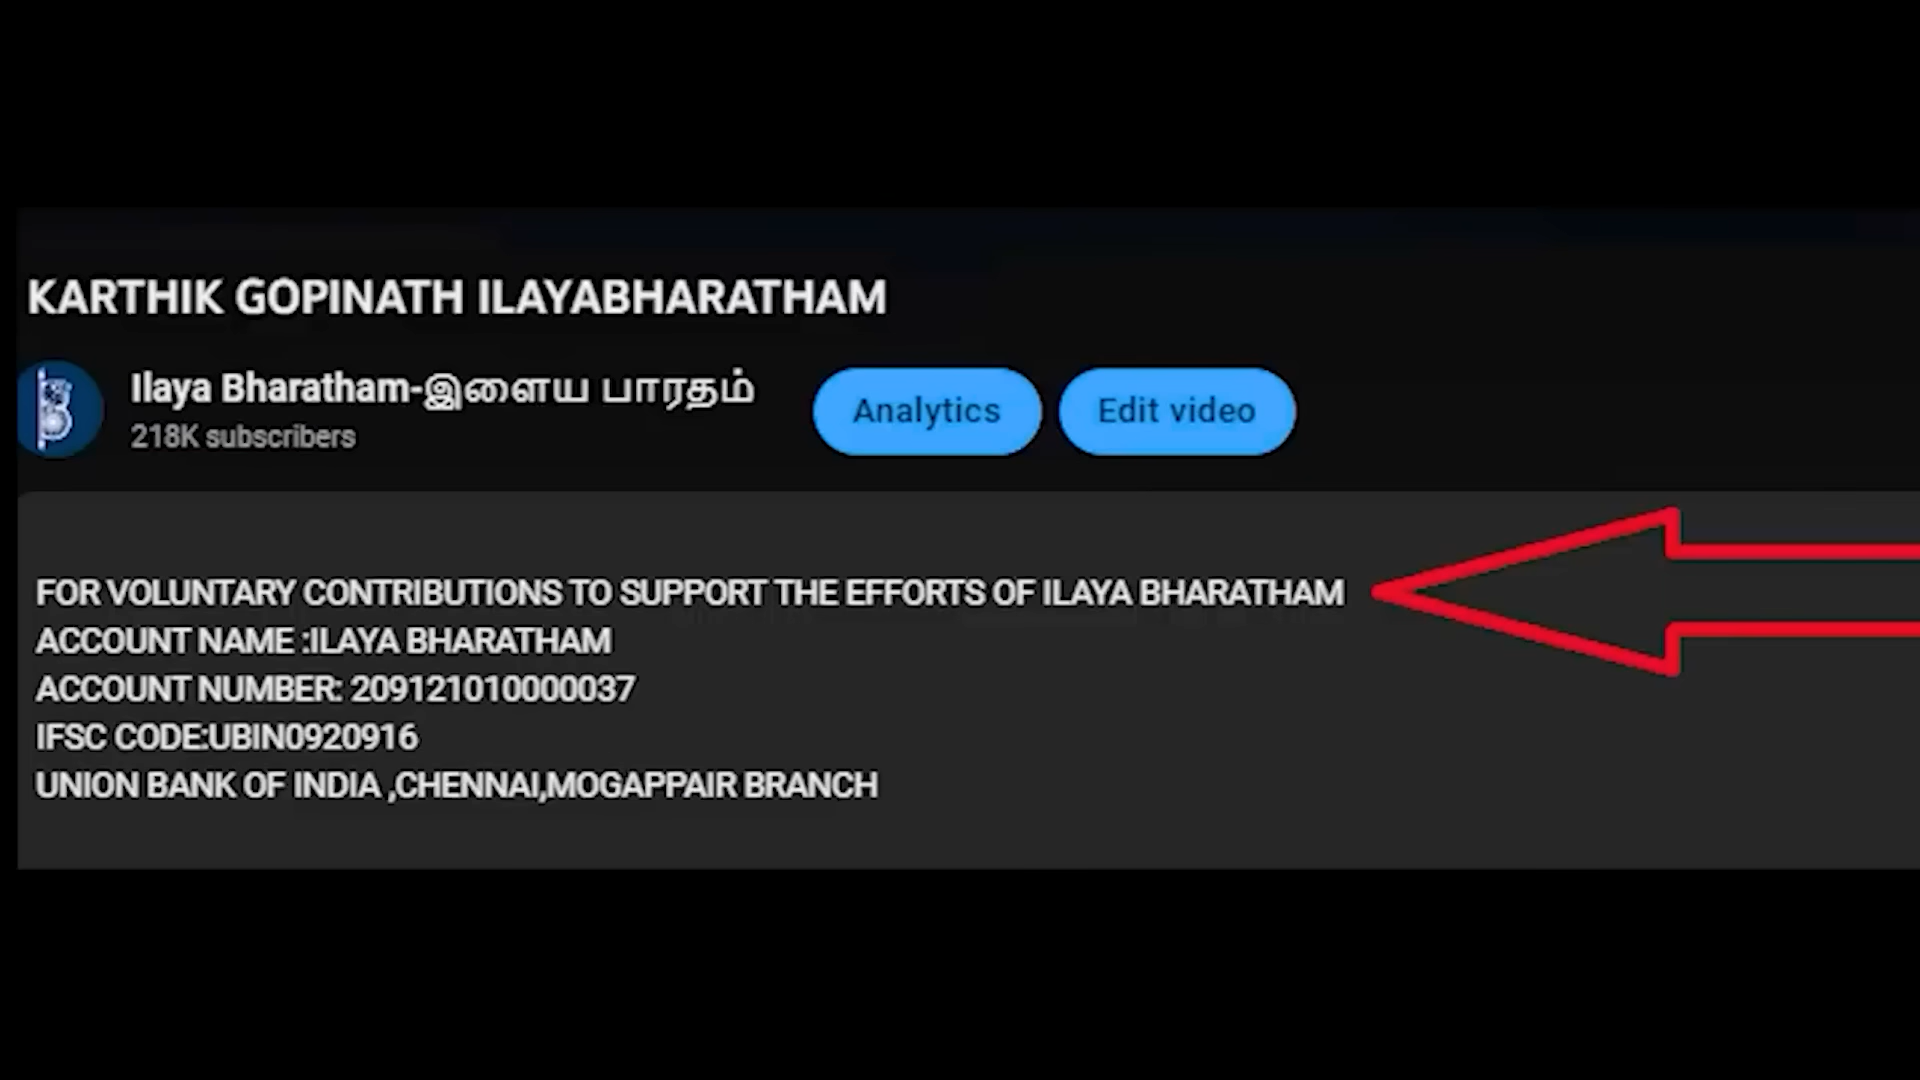 KARTHIK GOPINATH ILAYABHARATHAM
Ilaya Bharatham-இளைய பாரதம்
218K subscribers
Analytics
Edit video
FOR VOLUNTARY CONTRIBUTIONS TO SUPPORT THE EFFORTS OF ILAYA BHARATHAM
ACCOUNT NAME :ILAYA BHARATHAM
ACCOUNT NUMBER: 209121010000037
IFSC CODE:UBIN0920916
UNION BANK OF INDIA ,CHENNAI,MOGAPPAIR BRANCH